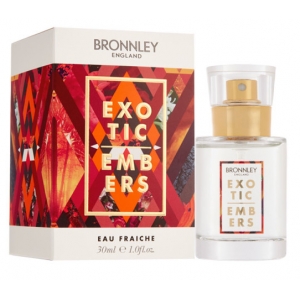 BRONNLEY
ENGLAND
EXO
TIC
EMB
ERS
EAU FRAICHE
30ml e 1.0fl.oz.
BRONNLEY
ENGLAND
EXO
TIC
EMB
ERS